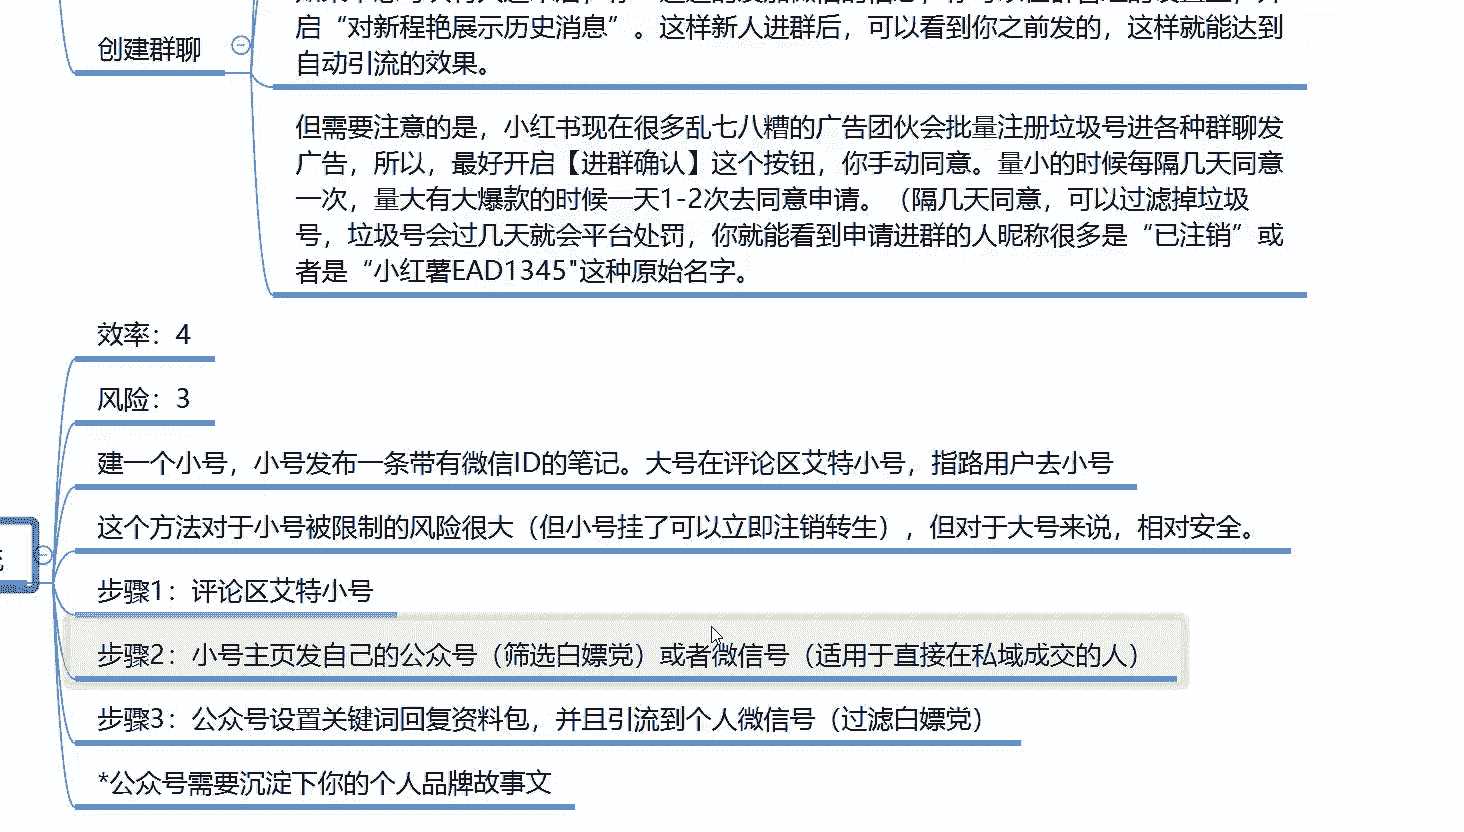 创建群聊
启“对新程艳展示历史消息”。这样新人进群后，可以看到你之前发的，这样就能达到
自动引流的效果。
但需要注意的是，小红书现在很多乱七八糟的广告团伙会批量注册垃圾号进各种群聊发
广告，所以，最好开启【进群确认】这个按钮，你手动同意。量小的时候每隔几天同意
一次，量大有大爆款的时候一天1-2次去同意申请。（隔几天同意，可以过滤掉垃圾
号，垃圾号会过几天就会平台处罚，你就能看到申请进群的人昵称很多是“已注销”或
者是“小红薯EAD1345"这种原始名字。
效率：4
风险：3
建一个小号，小号发布一条带有微信ID的笔记。大号在评论区艾特小号，指路用户去小号
这个方法对于小号被限制的风险很大（但小号挂了可以立即注销转生），但对于大号来说，相对安全。
步骤1：评论区艾特小号
步骤2：小号主页发自己的公众号（筛选白嫖党）或者微信号（适用于直接在私域成交的人）
步骤3：公众号设置关键词回复资料包，并且引流到个人微信号（过滤白嫖党）
*公众号需要沉淀下你的个人品牌故事文